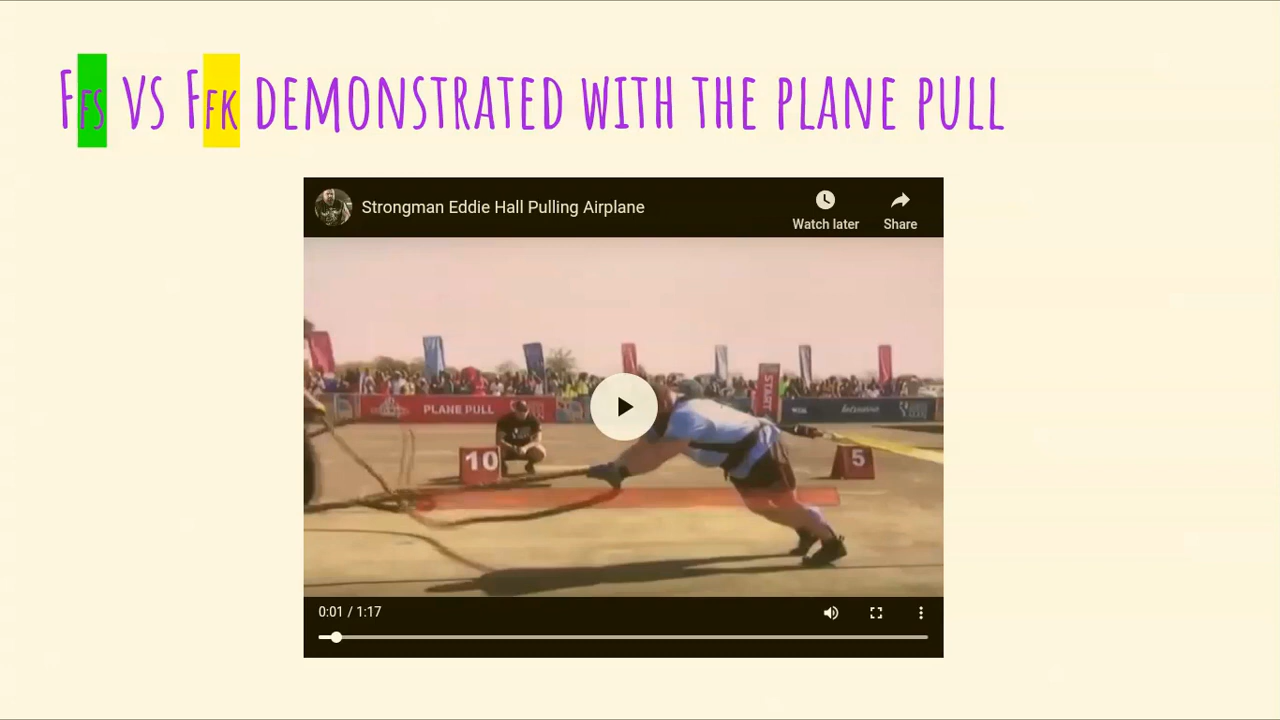 FFS VS FFK DEMONSTRATED WITH THE PLANE PULL
Strongman Eddie Hall Pulling Airplane
Watch later
Share
PLANE PULL
START
10
5
0:01 / 1:17